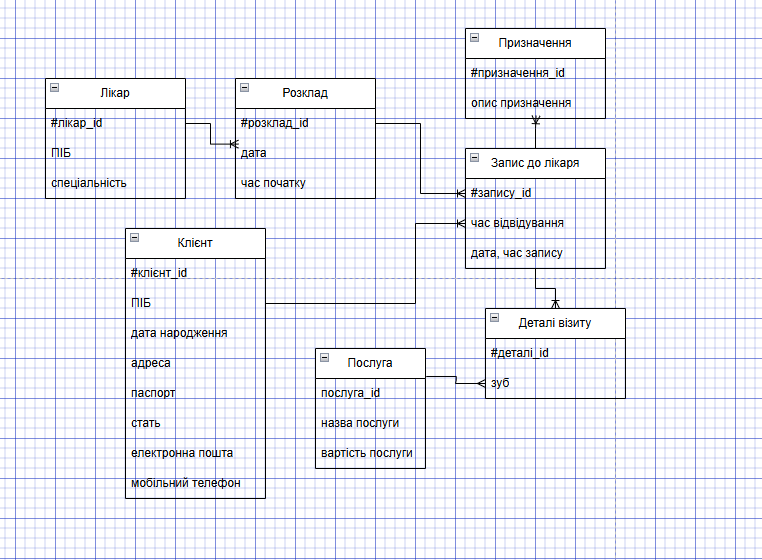 Призначення
#призначення_id
опис призначення
Лікар
#лікар_id
ПІБ
спеціальність
Розклад
#розклад_id
дата
час початку
Запис до лікаря
#запису_id
час відвідування
дата, час запису
Клієнт
#клієнт_id
ПІБ
дата народження
адреса
паспорт
стать
електронна пошта
мобільний телефон
Деталі візиту
#деталі_id
зуб
Послуга
послуга_id
назва послуги
вартість послуги